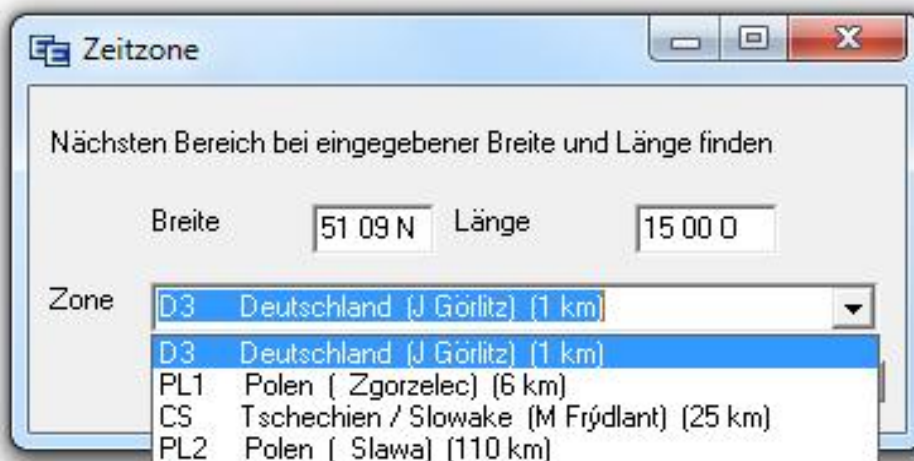 Zeitzone
Nächsten Bereich bei eingegebener Breite und Länge finden
Breite 51 09 N Länge 15 00 O
Zone D3 Deutschland (J Görlitz) (1 km)
D3 Deutschland (J Görlitz) (1 km)
PL1 Polen ( Zgorzelec) (6 km)
CS Tschechien / Slowake (M Frýdlant) (25 km)
PL2 Polen ( Slawa) (110 km)